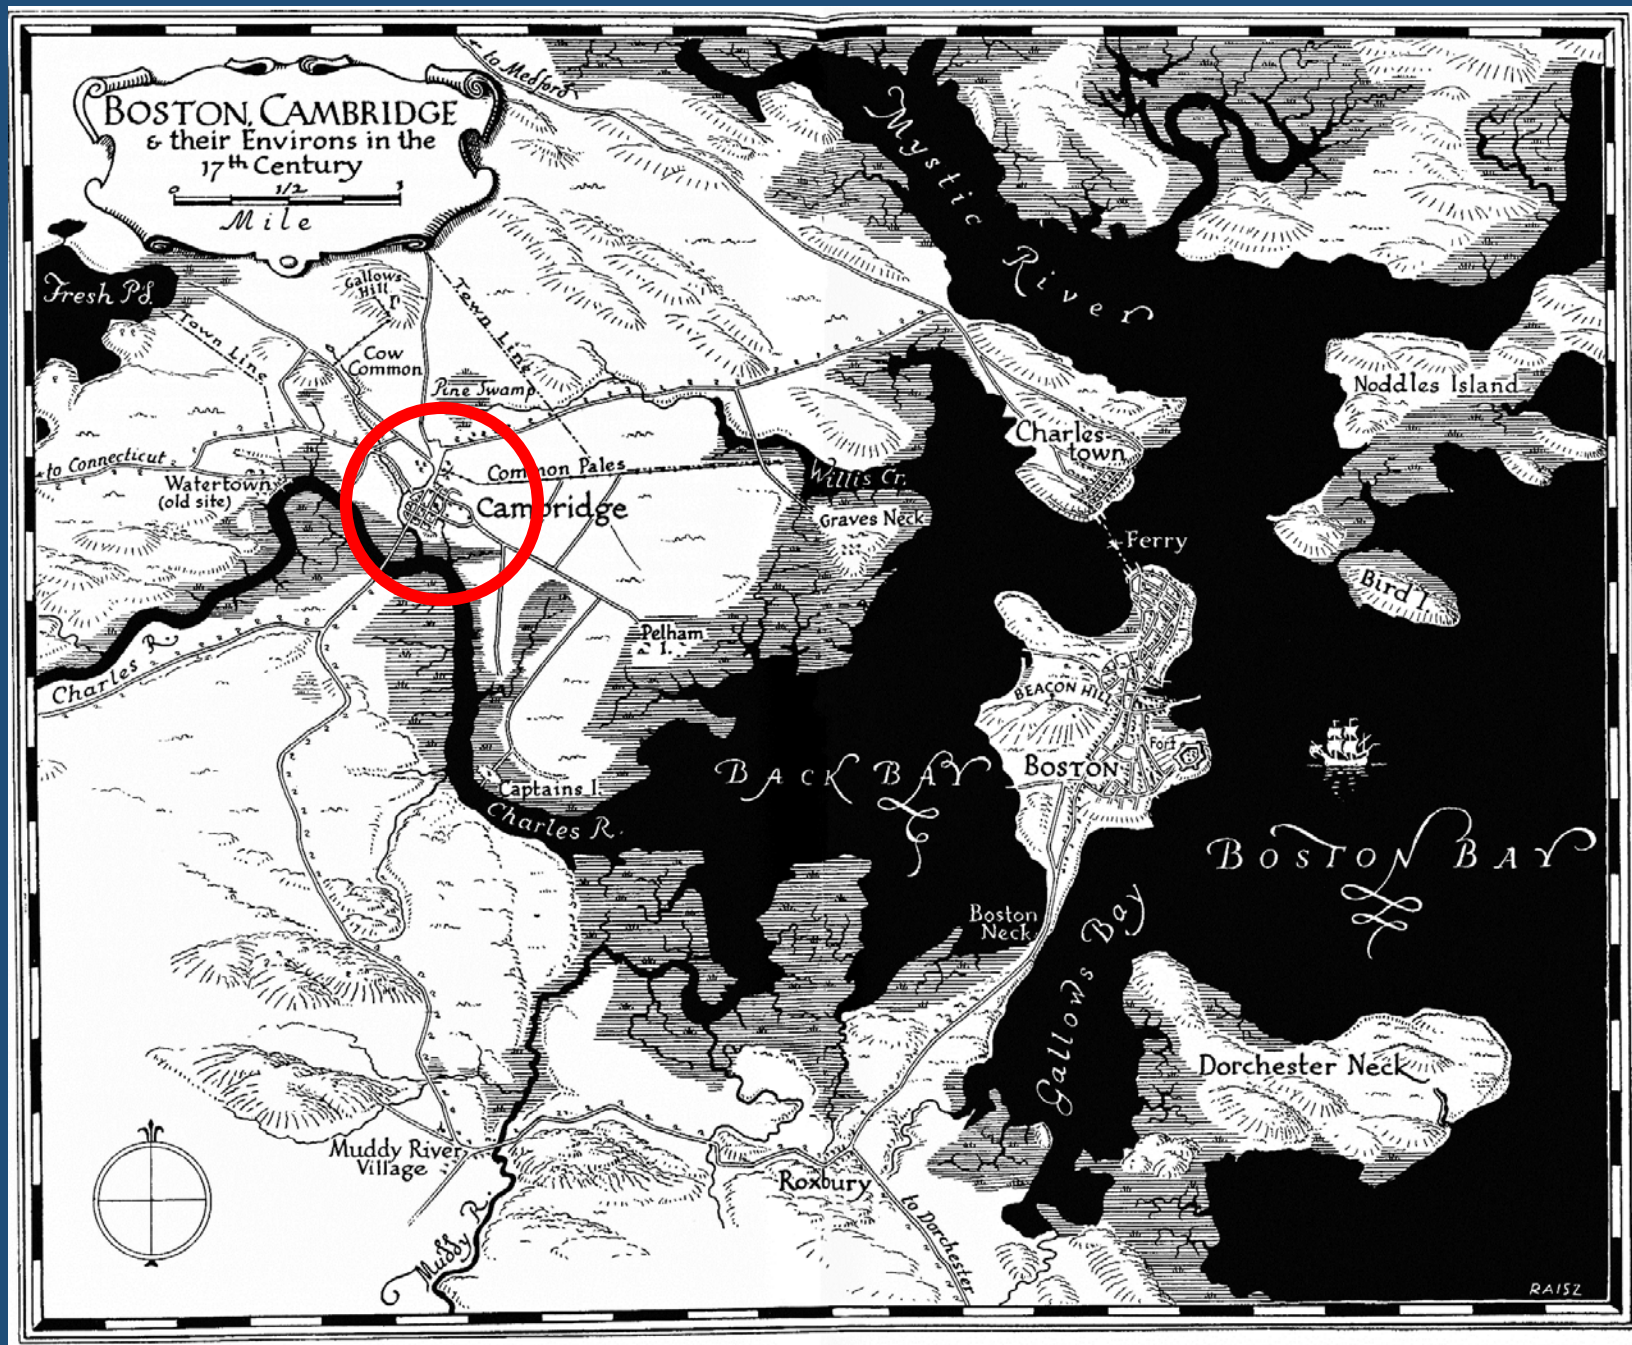 BOSTON, CAMBRIDGE
& their Environs in the
17th Century
0 1/2 1
Mile
to Medford
Mystic
River
Fresh Pd.
Gallows
Hill
Town Line
Town Line
Cow
Common
Pine Swamp
Noddles Island
Charles-
town
to Connecticut
Common Pales
Watertown
(old site)
Willis Cr.
Cambridge
Graves Neck
Ferry
Bird I.
Pelham
I.
Charles R.
BEACON HILL
Fort
BACK BAY
BOSTON
Captains I.
Charles R.
BOSTON BAY
Boston
Neck
Gallows Bay
Dorchester Neck
Muddy River
Village
Roxbury
to Dorchester
Muddy R.
RAISZ